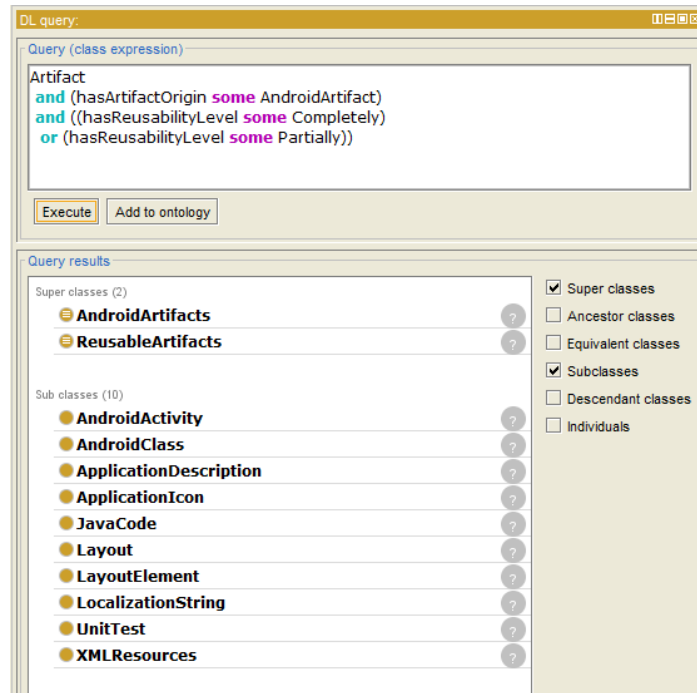 DL query:
Query (class expression)
Artifact
and (hasArtifactOrigin some AndroidArtifact)
and ((hasReusabilityLevel some Completely)
or (hasReusabilityLevel some Partially))
Execute Add to ontology
Query results
Super classes (2)
AndroidArtifacts ?
ReusableArtifacts ?
Sub classes (10)
AndroidActivity ?
AndroidClass ?
ApplicationDescription ?
ApplicationIcon ?
JavaCode ?
Layout ?
LayoutElement ?
LocalizationString ?
UnitTest ?
XMLResources ?
Super classes
Ancestor classes
Equivalent classes
Subclasses
Descendant classes
Individuals